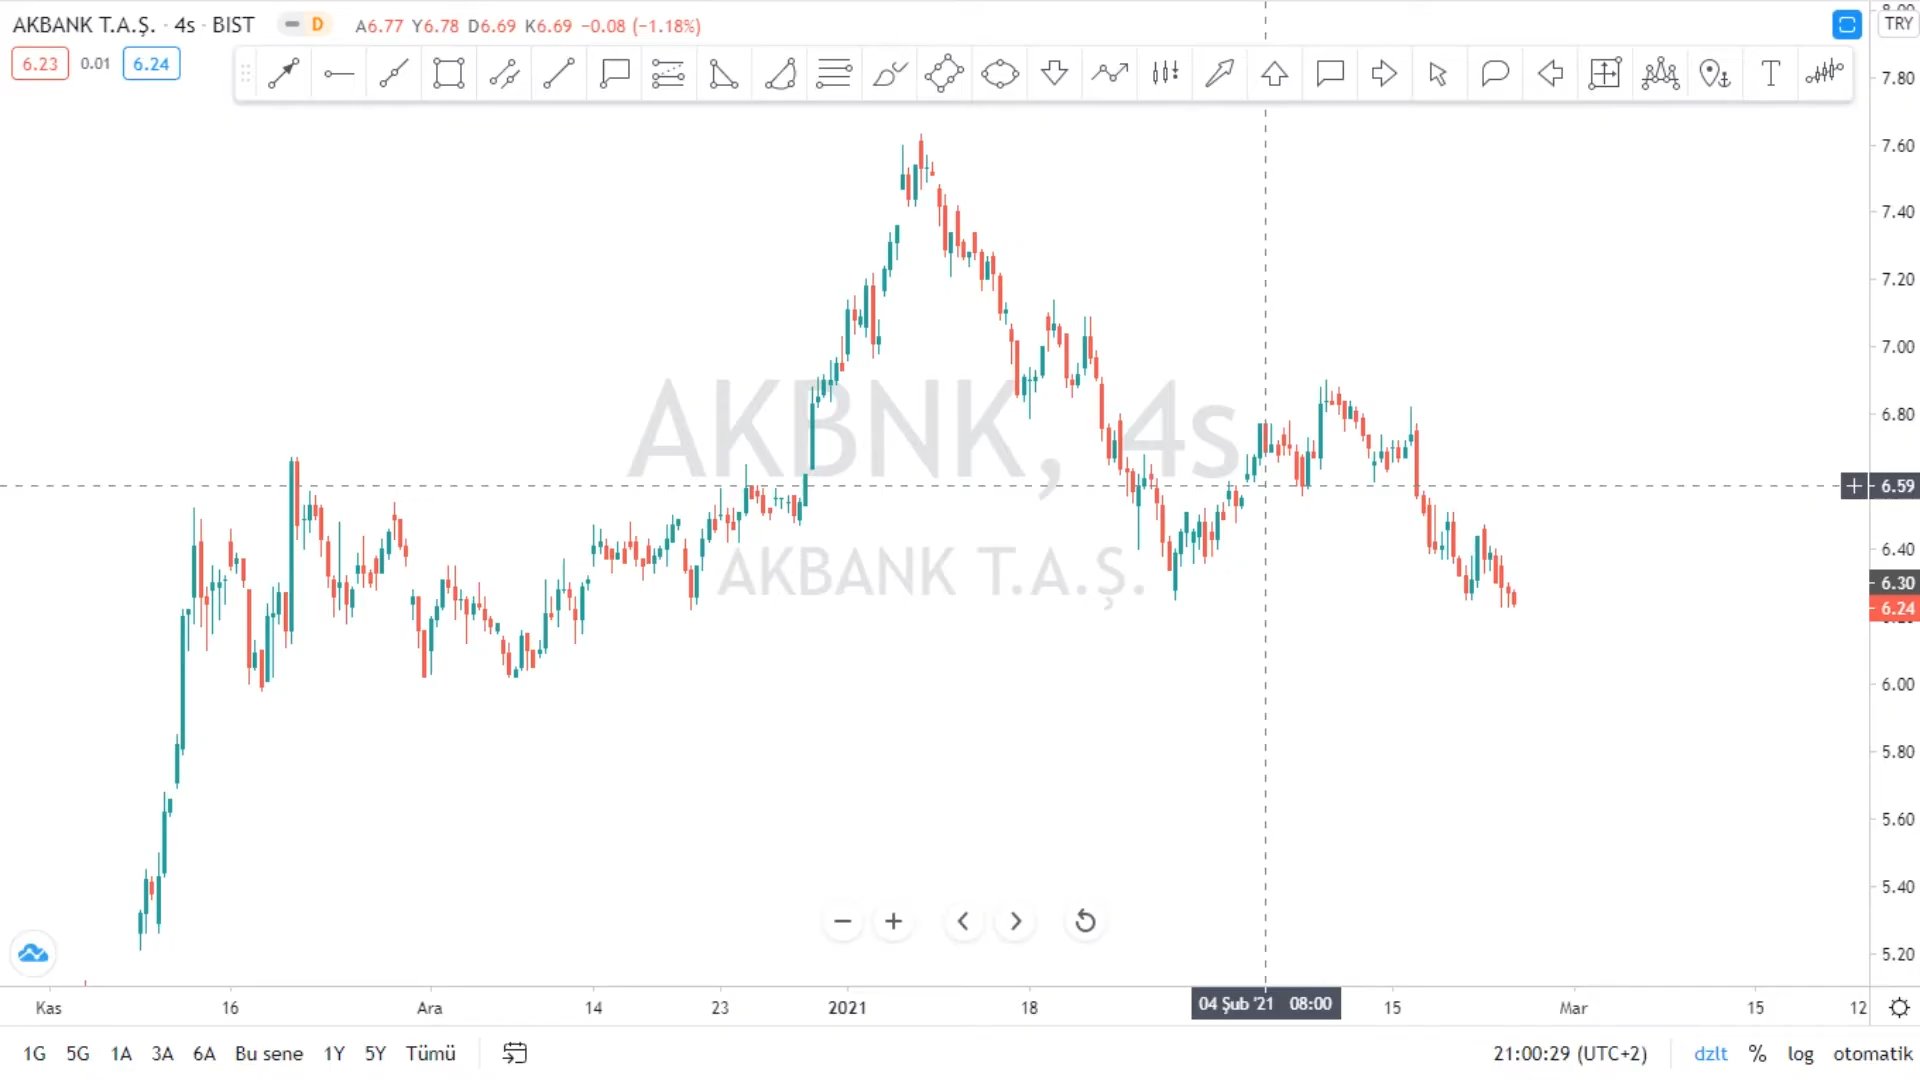 AKBANK T.A.Ş. · 4s · BIST D A6.77 Y6.78 D6.69 K6.69 −0.08 (−1.18%)
TRY
6.23 0.01 6.24
T
7.80
7.60
7.40
7.20
7.00
6.80
6.59
6.40
6.30
6.24
6.00
5.80
5.60
5.40
5.20
AKBNK, 4s
AKBANK T.A.Ş.
Kas 16 Ara 14 23 2021 18 04 Şub '21 08:00 15 Mar 15 12
1G 5G 1A 3A 6A Bu sene 1Y 5Y Tümü 21:00:29 (UTC+2) dzlt % log otomatik